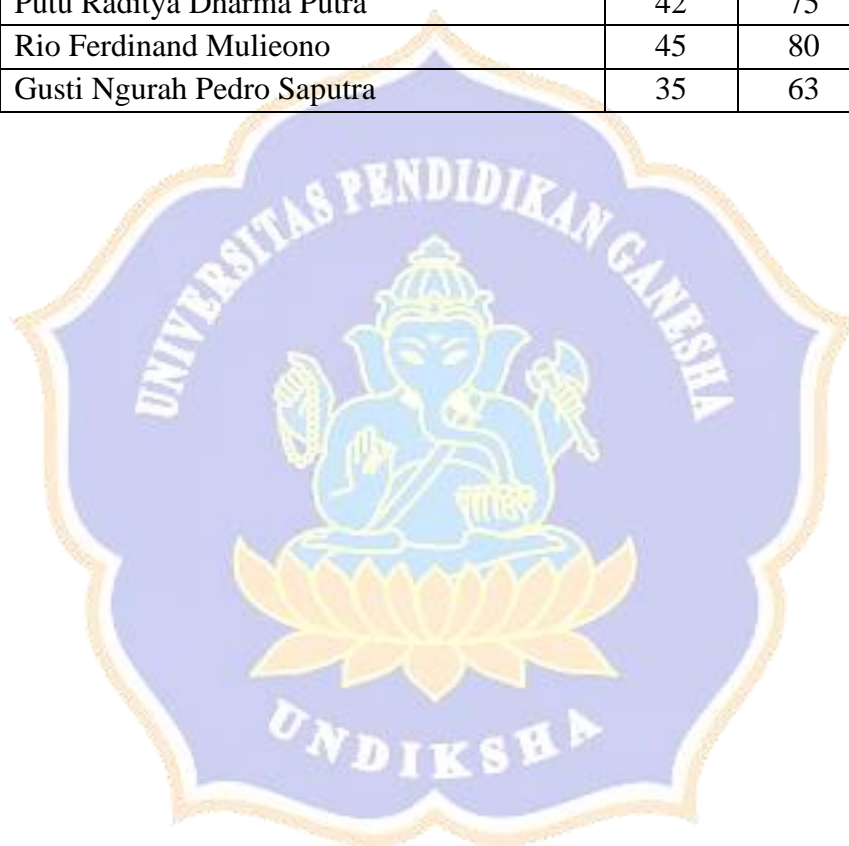 Putu Raditya Dharma Putra 42 75
Rio Ferdinand Mulieono 45 80
Gusti Ngurah Pedro Saputra 35 63
UNIVERSITAS PENDIDIKAN GANESHA
UNDIKSHA